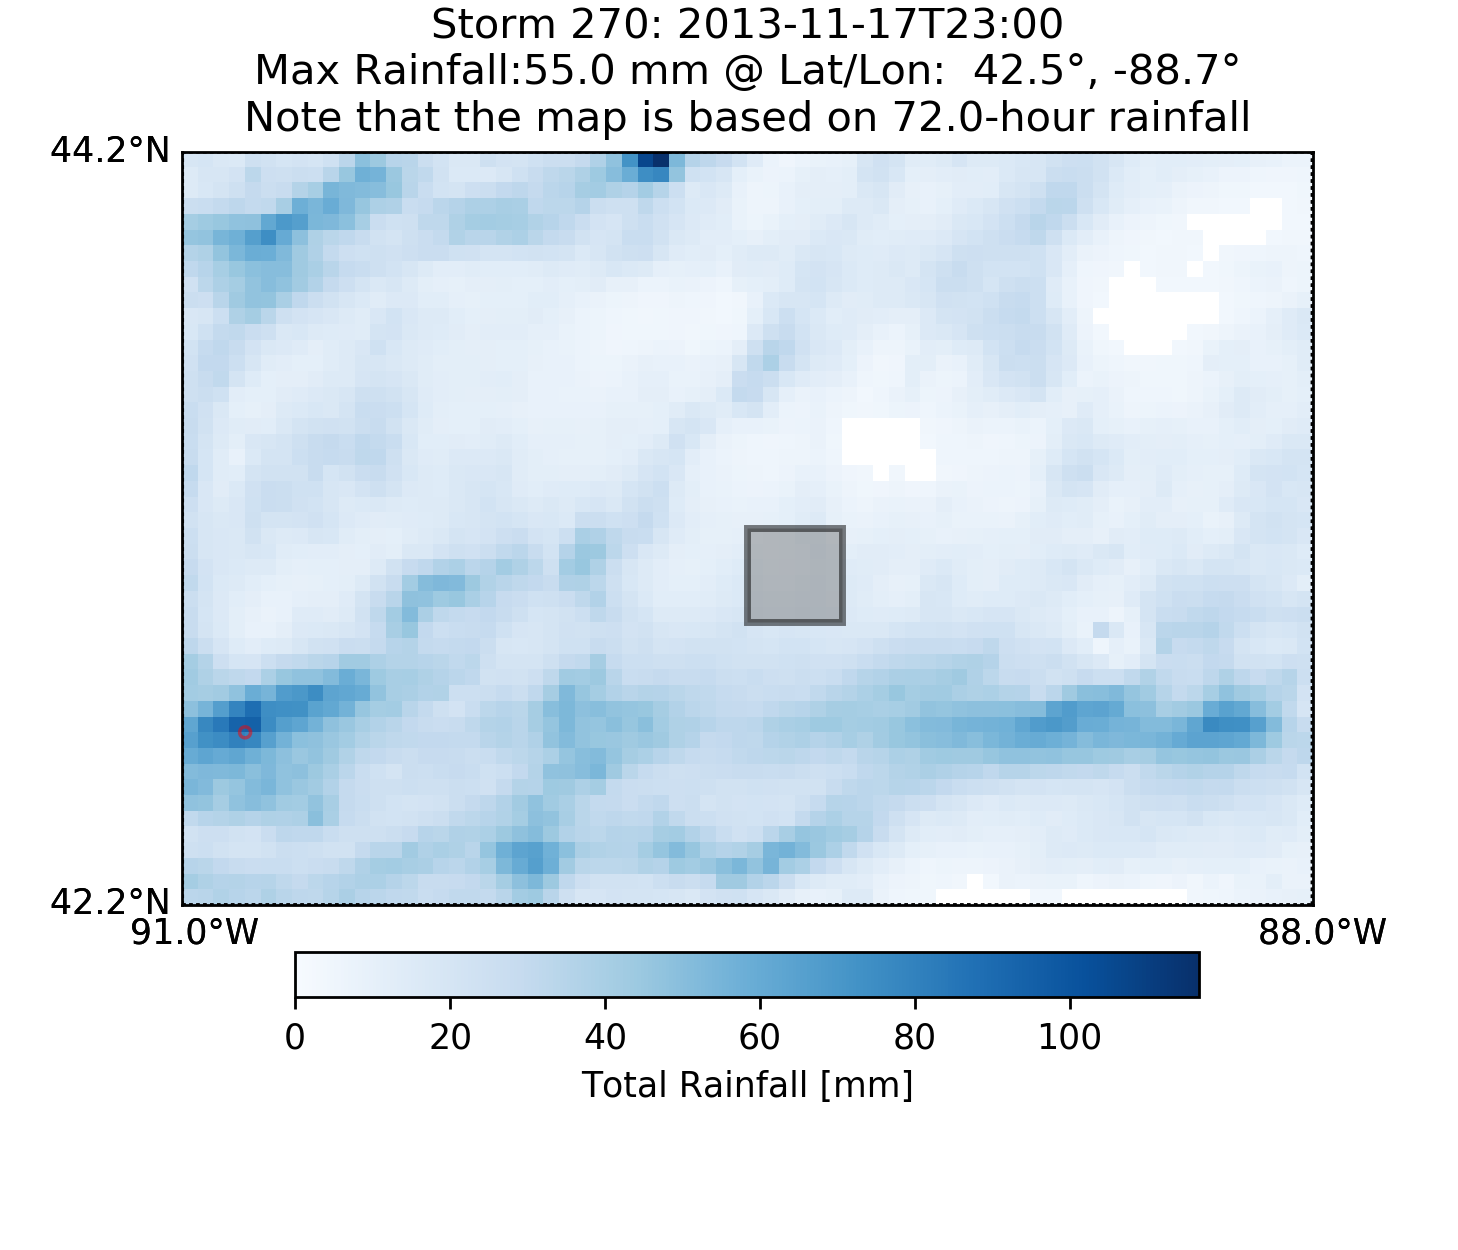 Storm 270: 2013-11-17T23:00
Max Rainfall:55.0 mm @ Lat/Lon:  42.5°, -88.7°
Note that the map is based on 72.0-hour rainfall
44.2°N
42.2°N
91.0°W 88.0°W
0 20 40 60 80 100
Total Rainfall [mm]